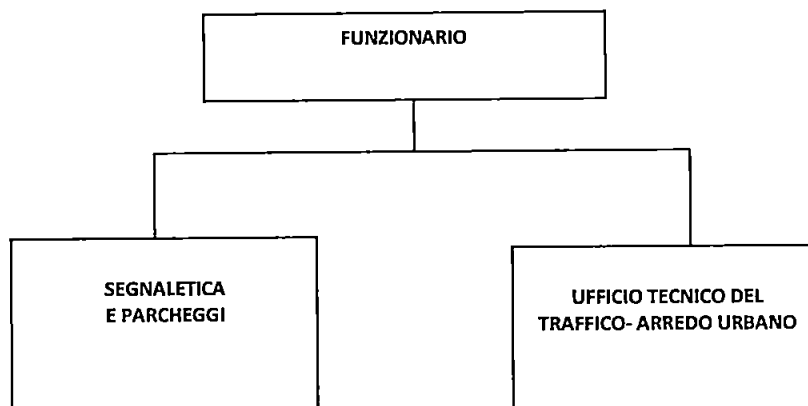 FUNZIONARIO
SEGNALETICA
E PARCHEGGI
UFFICIO TECNICO DEL
TRAFFICO- ARREDO URBANO